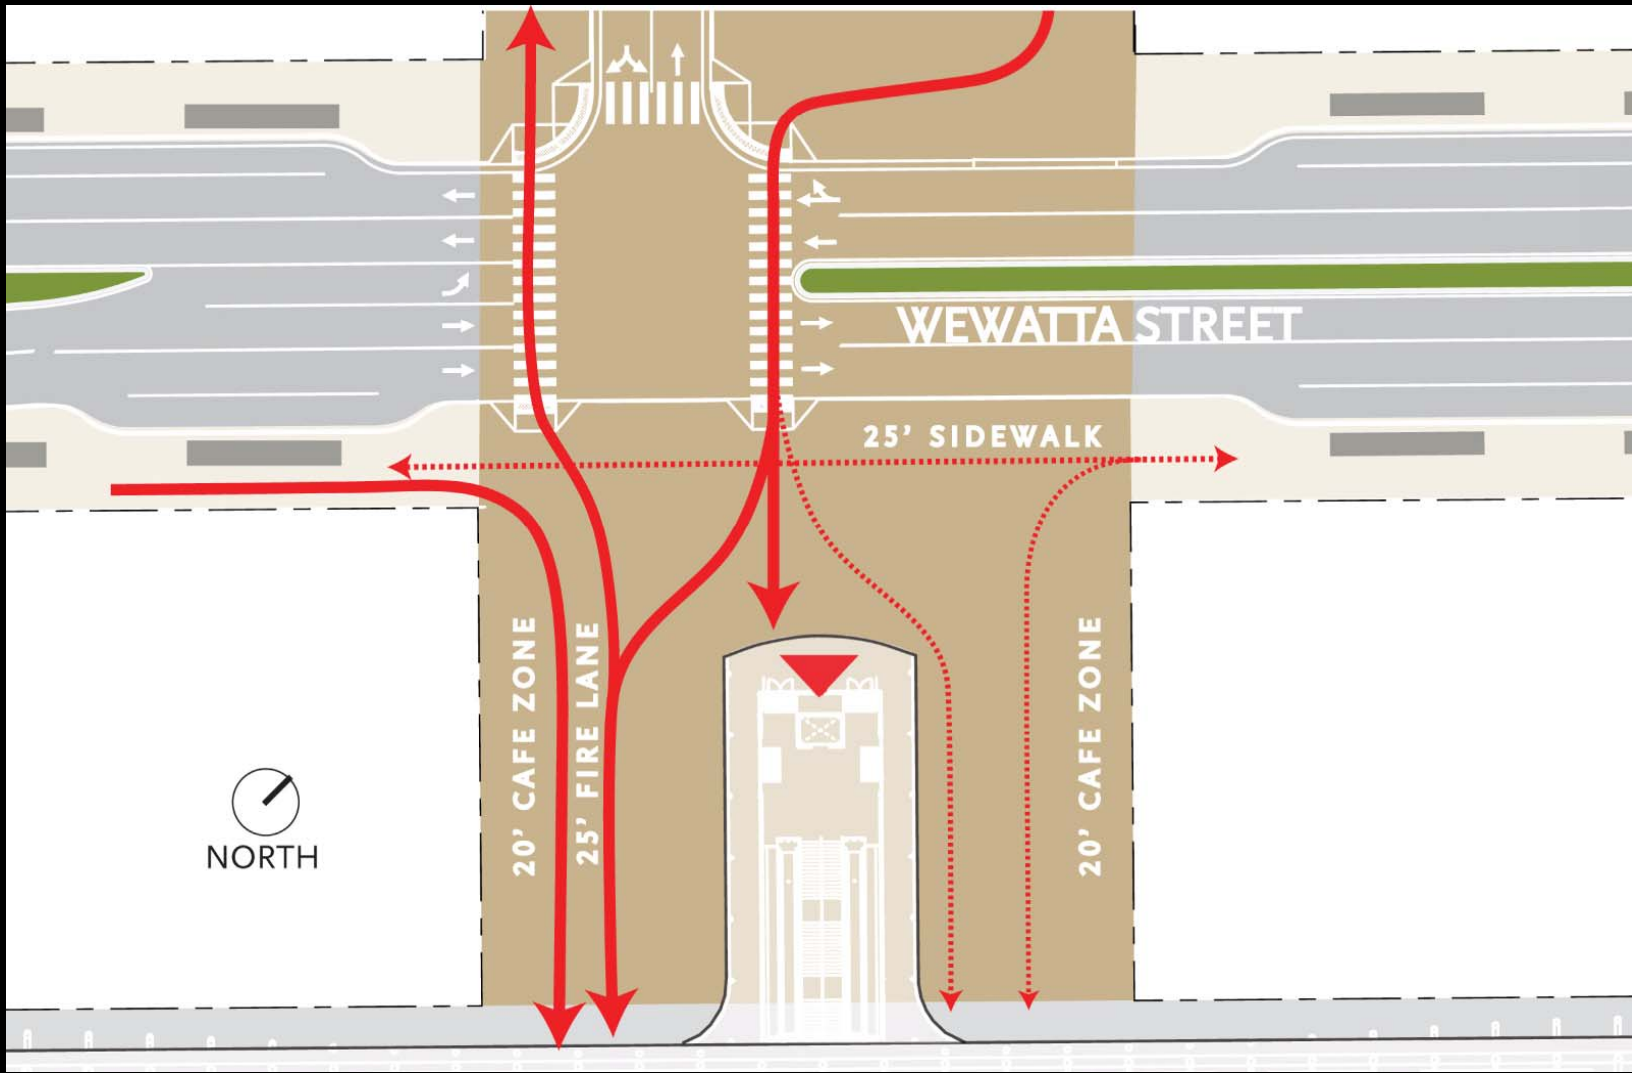 WEWATTA STREET
25' SIDEWALK
20' CAFE ZONE
25' FIRE LANE
20' CAFE ZONE
NORTH